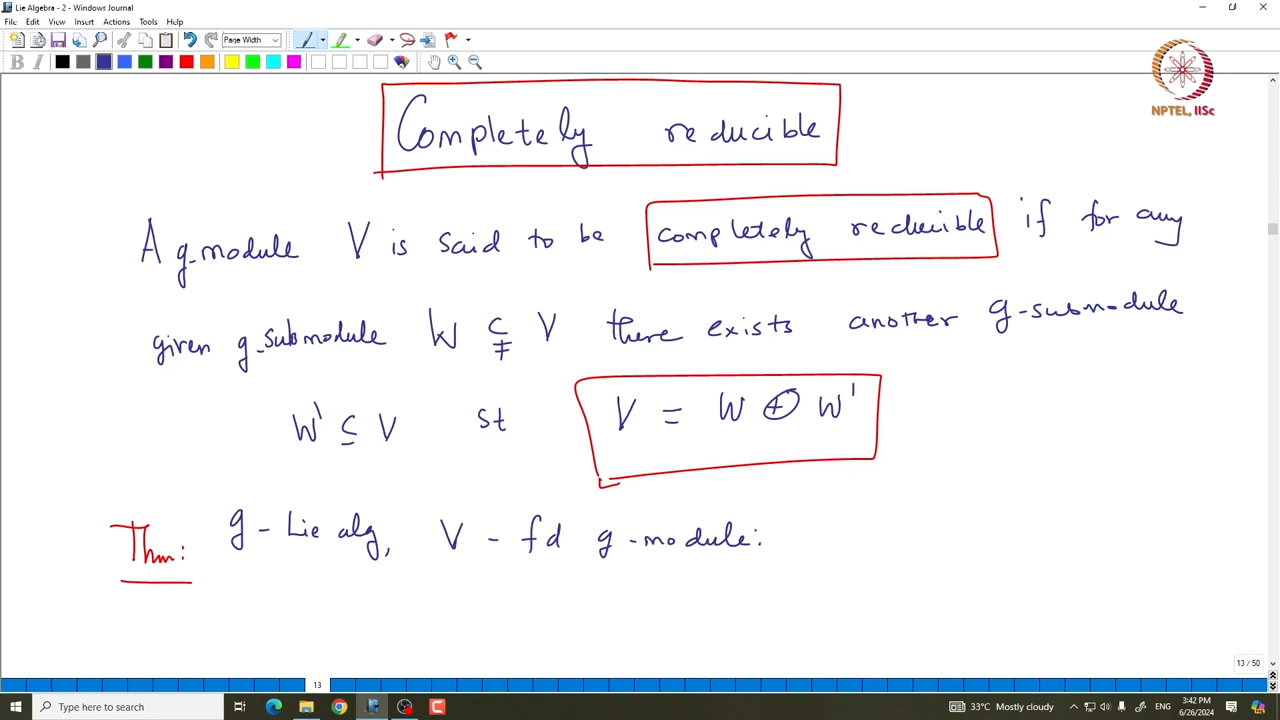 Lie Algebra - 2 - Windows Journal
File Edit View Insert Actions Tools Help
Page Width
B I
NPTEL, IISc
Completely reducible
A g-module V is said to be completely reducible if for any
given g-submodule W ⊊ V there exists another g-submodule
W' ⊆ V st V = W ⊕ W'
Thm: g - Lie alg, V - fd g-module:
13 / 50
13
Type here to search
33°C Mostly cloudy
ENG
3:42 PM
6/26/2024